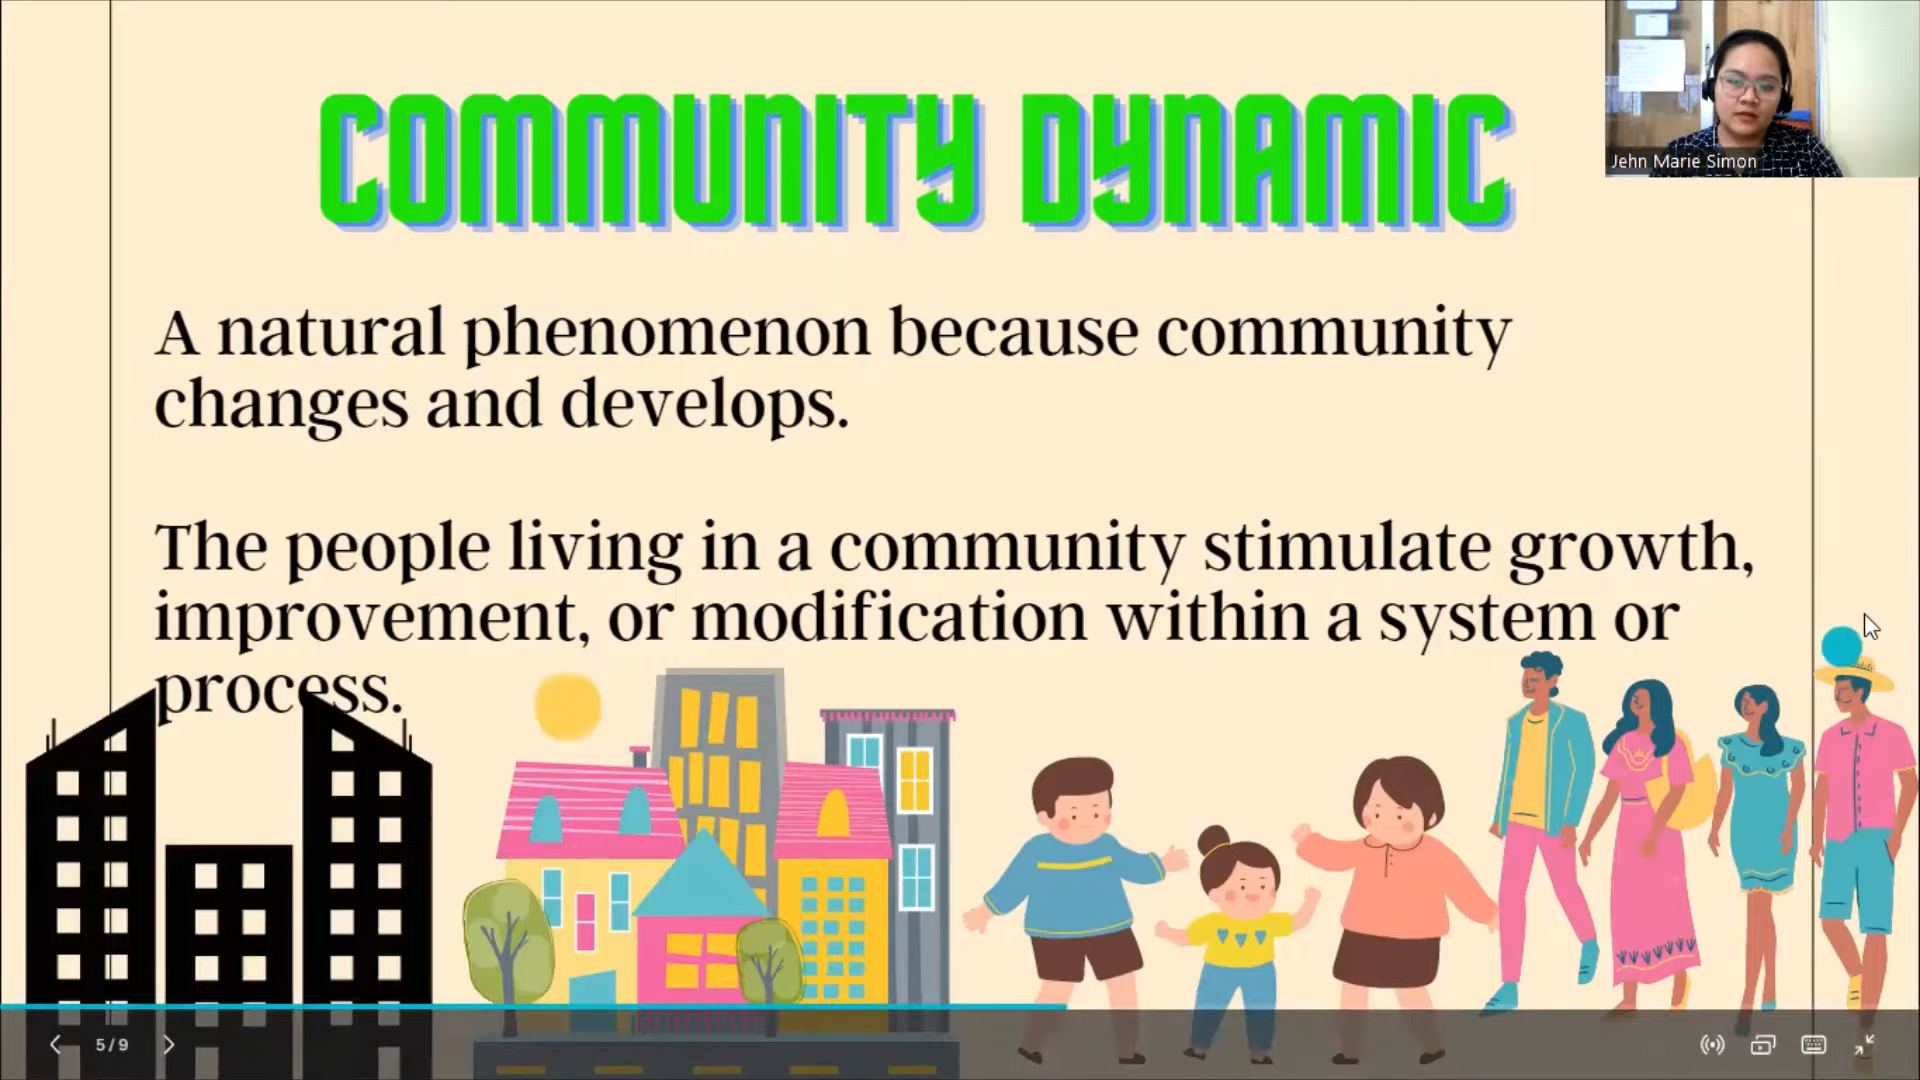 COMMUNITY DYNAMIC
Jehn Marie Simon
A natural phenomenon because community
changes and develops.
The people living in a community stimulate growth,
improvement, or modification within a system or
process.
5/9